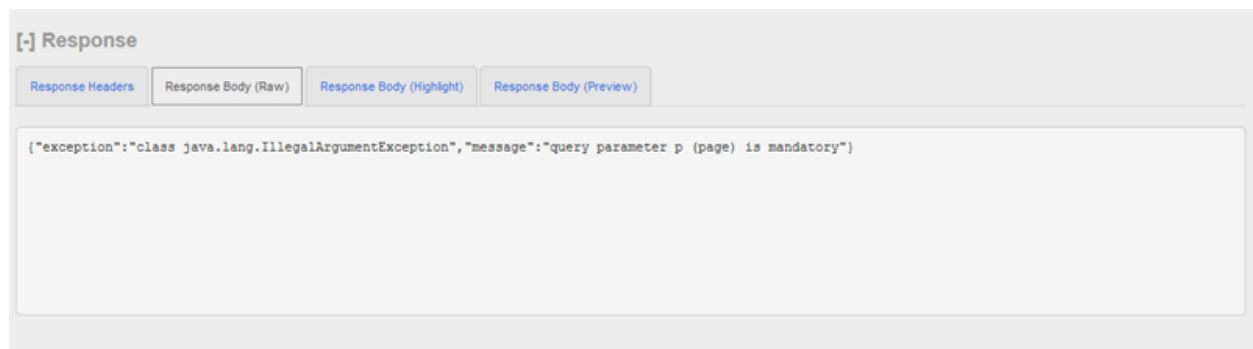 [-] Response
Response Headers Response Body (Raw) Response Body (Highlight) Response Body (Preview)
{"exception":"class java.lang.IllegalArgumentException","message":"query parameter p (page) is mandatory"}